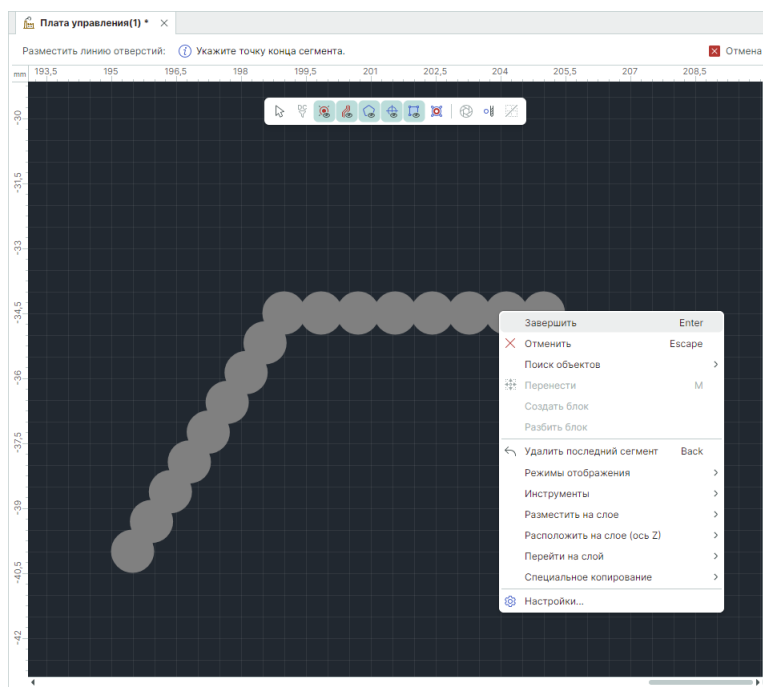 Плата управления(1) *
Разместить линию отверстий: Укажите точку конца сегмента. Отмена
mm 193,5 195 196,5 198 199,5 201 202,5 204 205,5 207 208,5
-30
-31,5
-33
-34,5
-36
-37,5
-39
-40,5
-42
Завершить Enter
Отменить Escape
Поиск объектов
Перенести M
Создать блок
Разбить блок
Удалить последний сегмент Back
Режимы отображения
Инструменты
Разместить на слое
Расположить на слое (ось Z)
Перейти на слой
Специальное копирование
Настройки...